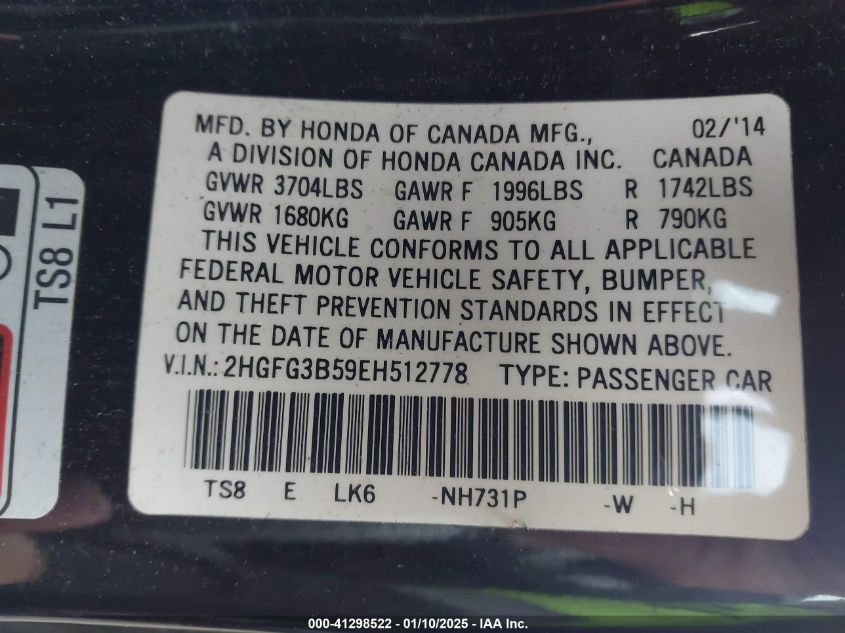 MFD. BY HONDA OF CANADA MFG., 02/'14
A DIVISION OF HONDA CANADA INC. CANADA
GVWR 3704LBS GAWR F 1996LBS R 1742LBS
GVWR 1680KG GAWR F 905KG R 790KG
THIS VEHICLE CONFORMS TO ALL APPLICABLE
FEDERAL MOTOR VEHICLE SAFETY, BUMPER,
AND THEFT PREVENTION STANDARDS IN EFFECT
ON THE DATE OF MANUFACTURE SHOWN ABOVE.
V.I.N.: 2HGFG3B59EH512778 TYPE: PASSENGER CAR
TS8 E LK6 -NH731P -W -H
TS8 L1
000-41298522 - 01/10/2025 - IAA Inc.